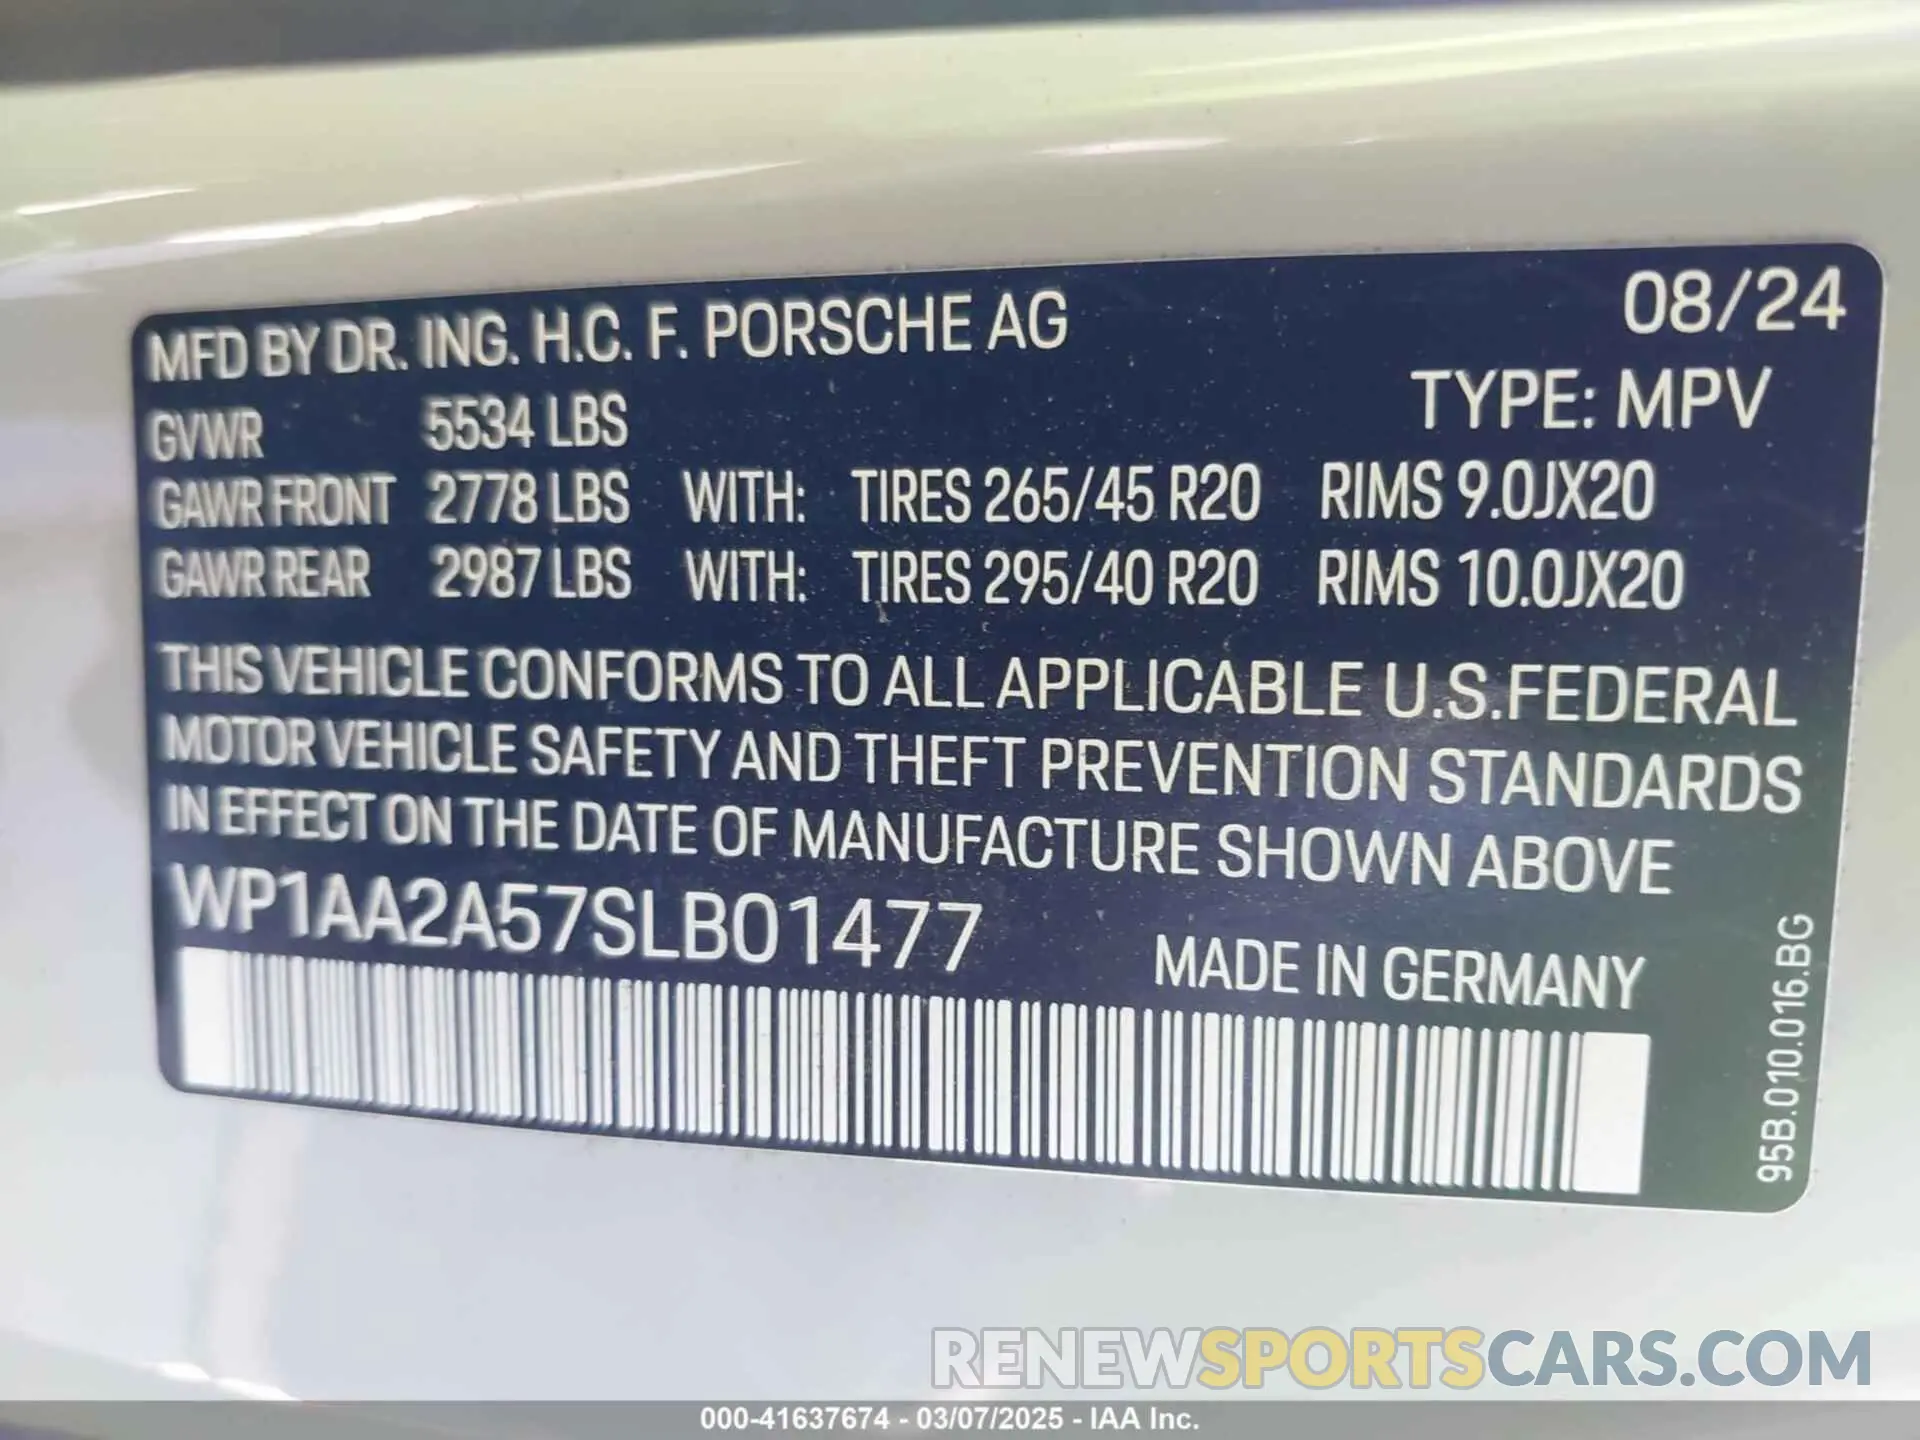 MFD BY DR. ING. H.C. F. PORSCHE AG 08/24
TYPE: MPV
GVWR 5534 LBS
GAWR FRONT 2778 LBS WITH: TIRES 265/45 R20 RIMS 9.0JX20
GAWR REAR 2987 LBS WITH: TIRES 295/40 R20 RIMS 10.0JX20
THIS VEHICLE CONFORMS TO ALL APPLICABLE U.S.FEDERAL
MOTOR VEHICLE SAFETY AND THEFT PREVENTION STANDARDS
IN EFFECT ON THE DATE OF MANUFACTURE SHOWN ABOVE
WP1AA2A57SLB01477
MADE IN GERMANY
95B.010.016.BG
RENEWSPORTSCARS.COM
000-41637674 - 03/07/2025 - IAA Inc.